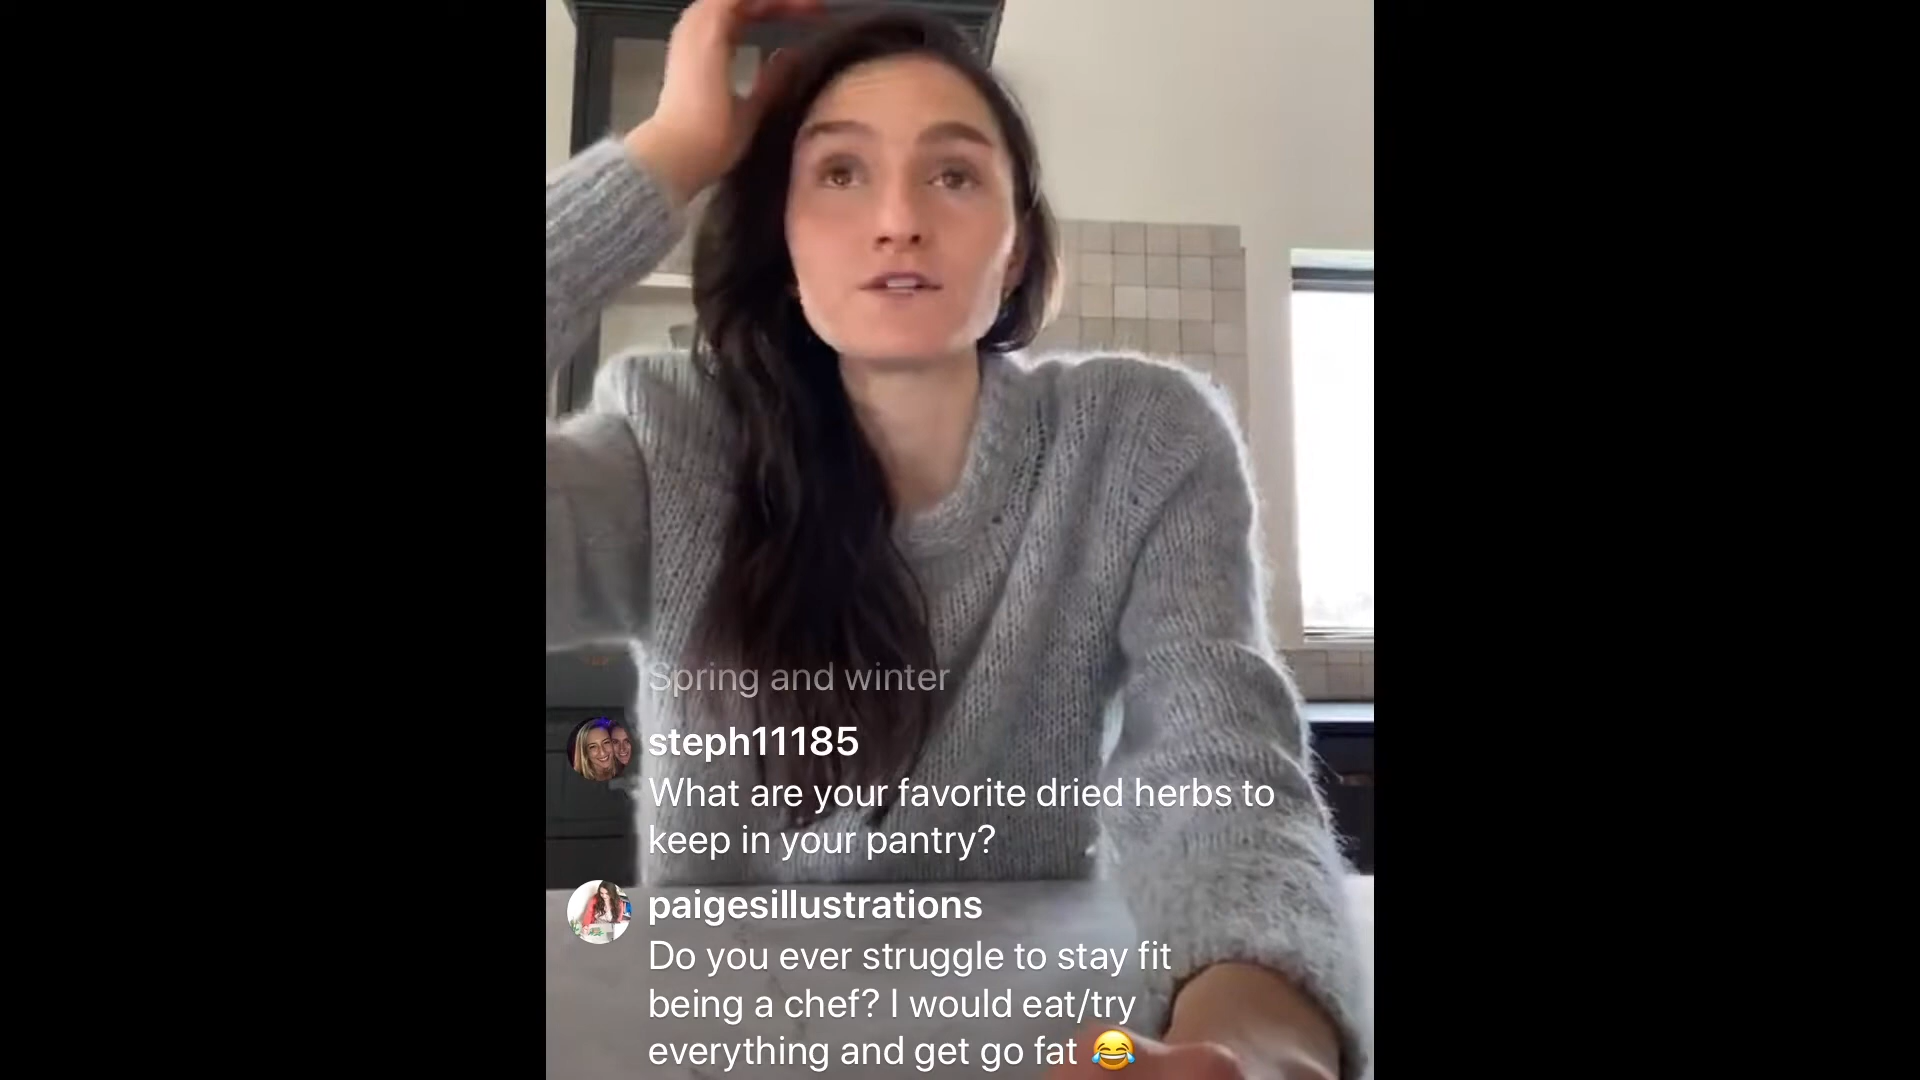 Spring and winter
steph11185
What are your favorite dried herbs to
keep in your pantry?
paigesillustrations
Do you ever struggle to stay fit
being a chef? I would eat/try
everything and get go fat 😂